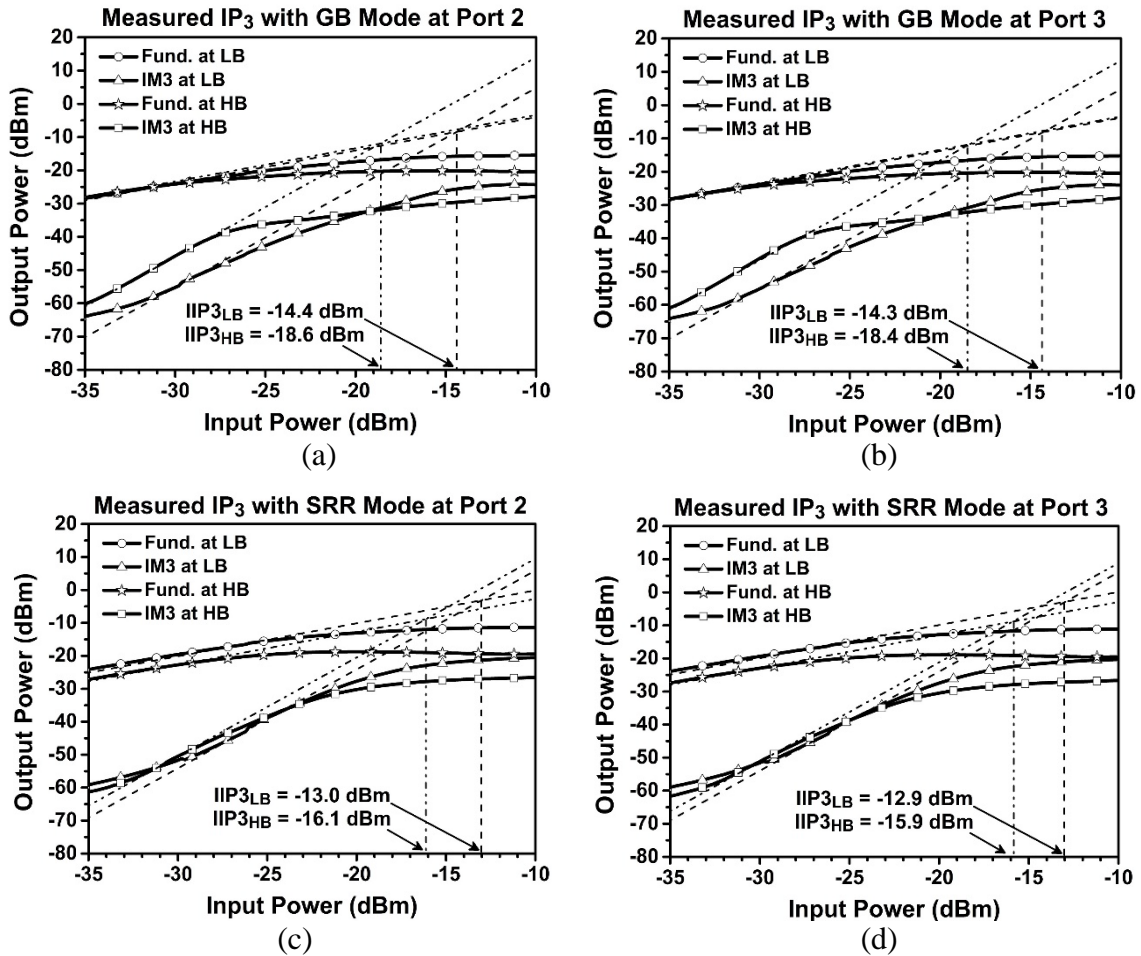 Measured IP3 with GB Mode at Port 2
Fund. at LB
IM3 at LB
Fund. at HB
IM3 at HB
Output Power (dBm)
20
10
0
-10
-20
-30
-40
-50
-60
-70
-80
IIP3LB = -14.4 dBm
IIP3HB = -18.6 dBm
-35 -30 -25 -20 -15 -10
Input Power (dBm)
(a)
Measured IP3 with GB Mode at Port 3
Fund. at LB
IM3 at LB
Fund. at HB
IM3 at HB
Output Power (dBm)
20
10
0
-10
-20
-30
-40
-50
-60
-70
-80
IIP3LB = -14.3 dBm
IIP3HB = -18.4 dBm
-35 -30 -25 -20 -15 -10
Input Power (dBm)
(b)
Measured IP3 with SRR Mode at Port 2
Fund. at LB
IM3 at LB
Fund. at HB
IM3 at HB
Output Power (dBm)
20
10
0
-10
-20
-30
-40
-50
-60
-70
-80
IIP3LB = -13.0 dBm
IIP3HB = -16.1 dBm
-35 -30 -25 -20 -15 -10
Input Power (dBm)
(c)
Measured IP3 with SRR Mode at Port 3
Fund. at LB
IM3 at LB
Fund. at HB
IM3 at HB
Output Power (dBm)
20
10
0
-10
-20
-30
-40
-50
-60
-70
-80
IIP3LB = -12.9 dBm
IIP3HB = -15.9 dBm
-35 -30 -25 -20 -15 -10
Input Power (dBm)
(d)